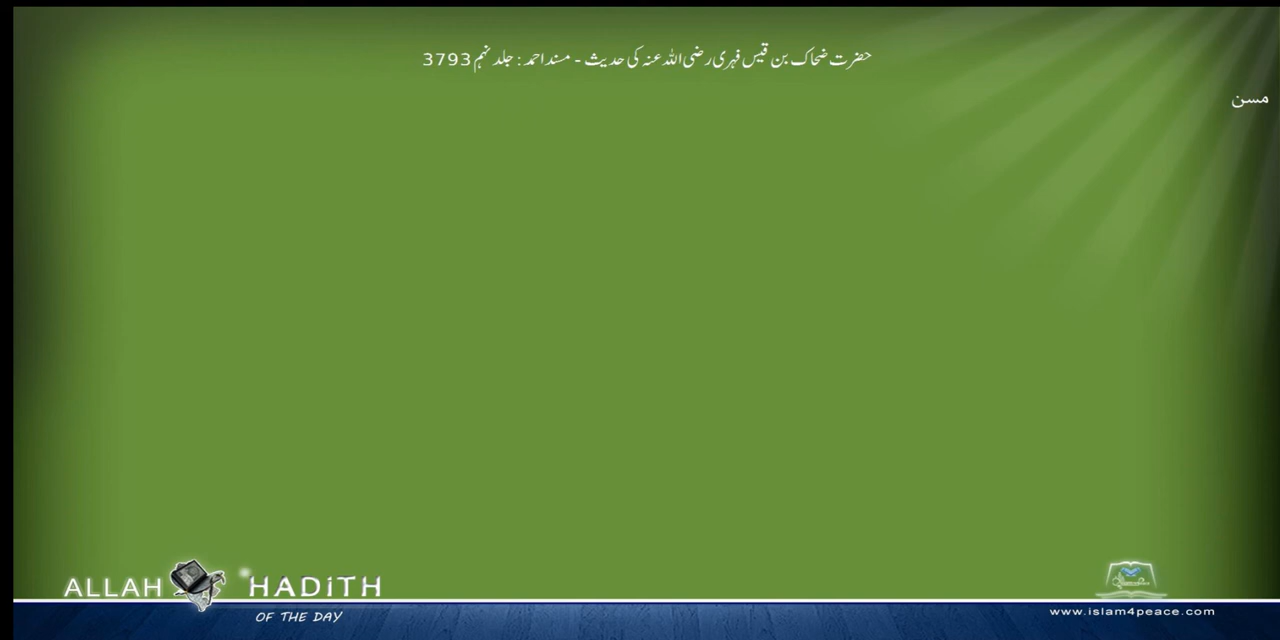 حضرت ضحاک بن قیس فہری رضی اللہ عنہ کی حدیث - مسند احمد : جلد نہم 3793
مسن
ALLAH HADiTH
OF THE DAY
www.islam4peace.com